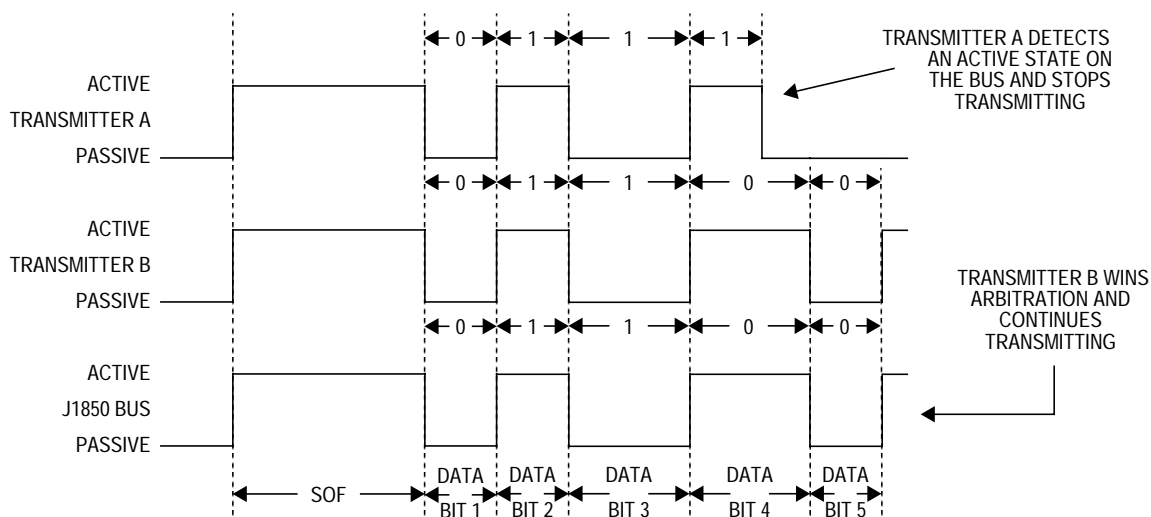 0 1 1 1
TRANSMITTER A DETECTS
AN ACTIVE STATE ON
THE BUS AND STOPS
TRANSMITTING
ACTIVE
TRANSMITTER A
PASSIVE
0 1 1 0 0
ACTIVE
TRANSMITTER B
PASSIVE
TRANSMITTER B WINS
ARBITRATION AND
CONTINUES
TRANSMITTING
0 1 1 0 0
ACTIVE
J1850 BUS
PASSIVE
SOF
DATA
BIT 1
DATA
BIT 2
DATA
BIT 3
DATA
BIT 4
DATA
BIT 5